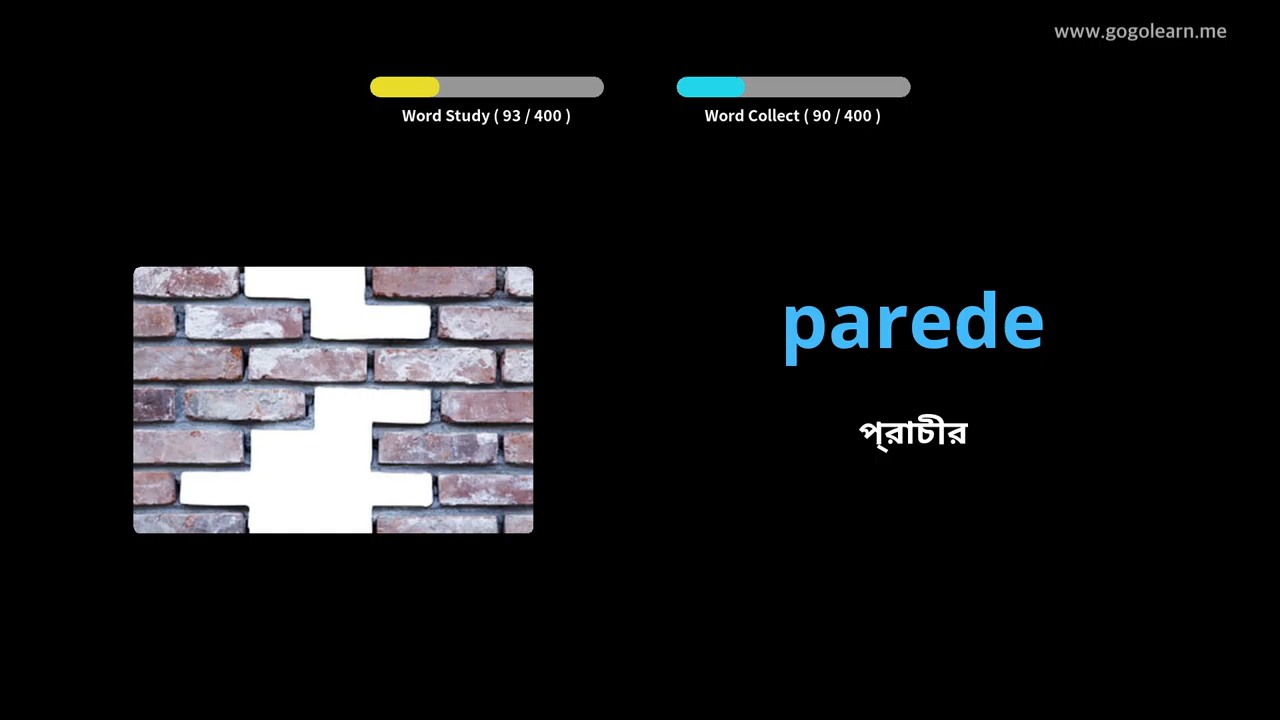 www.gogolearn.me
Word Study ( 93 / 400 )
Word Collect ( 90 / 400 )
parede
প্রাচীর